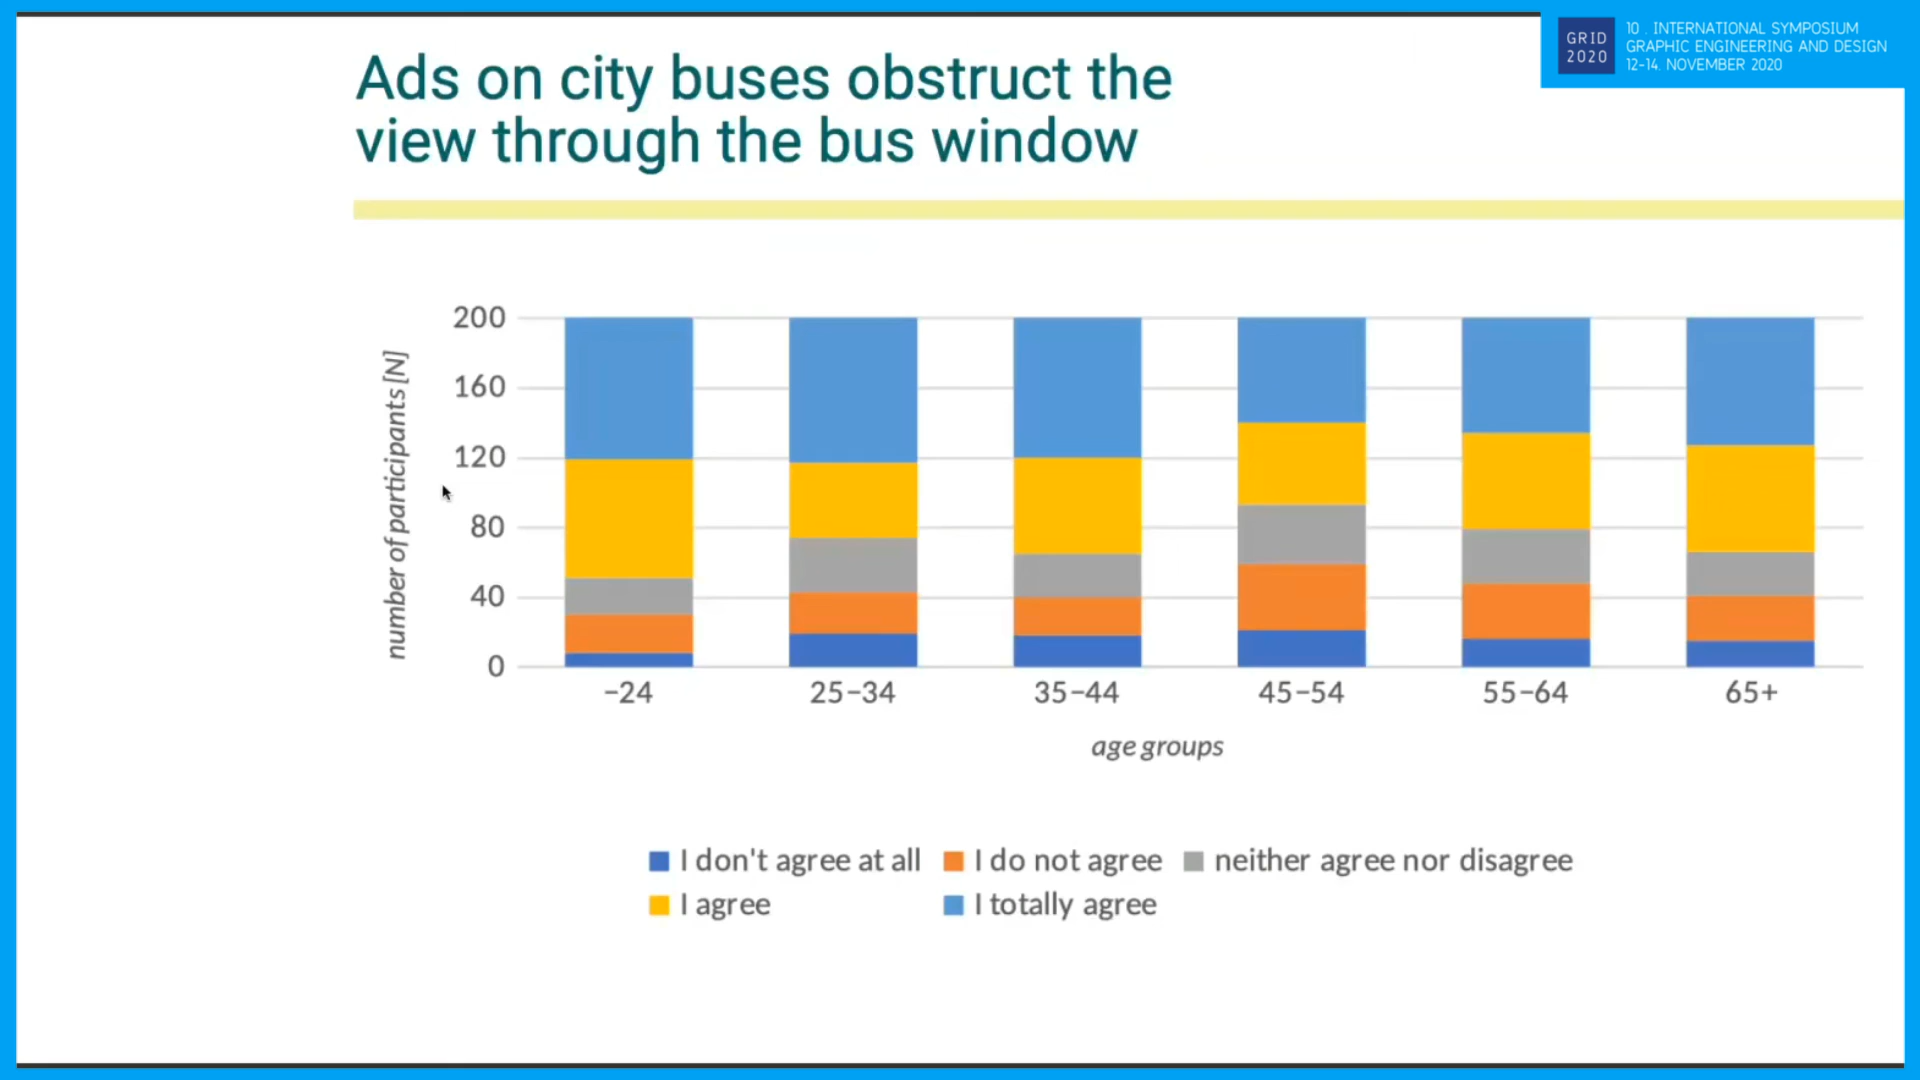 GRID
2020
10 . INTERNATIONAL SYMPOSIUM
GRAPHIC ENGINEERING AND DESIGN
12-14. NOVEMBER 2020
Ads on city buses obstruct the
view through the bus window
number of participants [N]
200
160
120
80
40
0
–24
25–34
35–44
45–54
55–64
65+
age groups
I don't agree at all
I do not agree
neither agree nor disagree
I agree
I totally agree